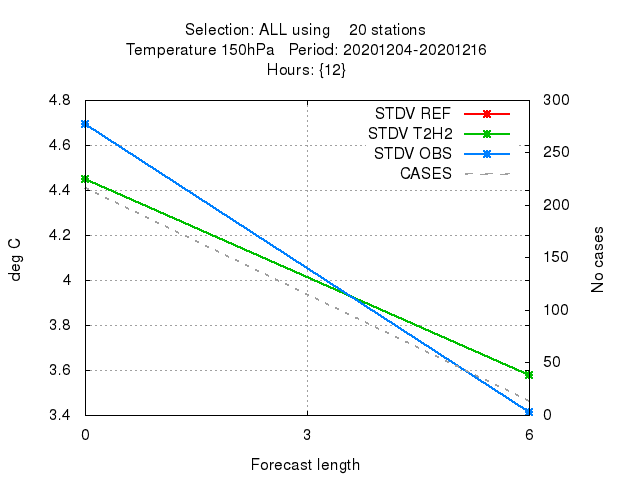 Selection: ALL using 20 stations
Temperature 150hPa Period: 20201204-20201216
Hours: {12}
4.8
4.6
4.4
4.2
4
3.8
3.6
3.4
deg C
STDV REF
STDV T2H2
STDV OBS
CASES
300
250
200
150
100
50
0
No cases
0 3 6
Forecast length